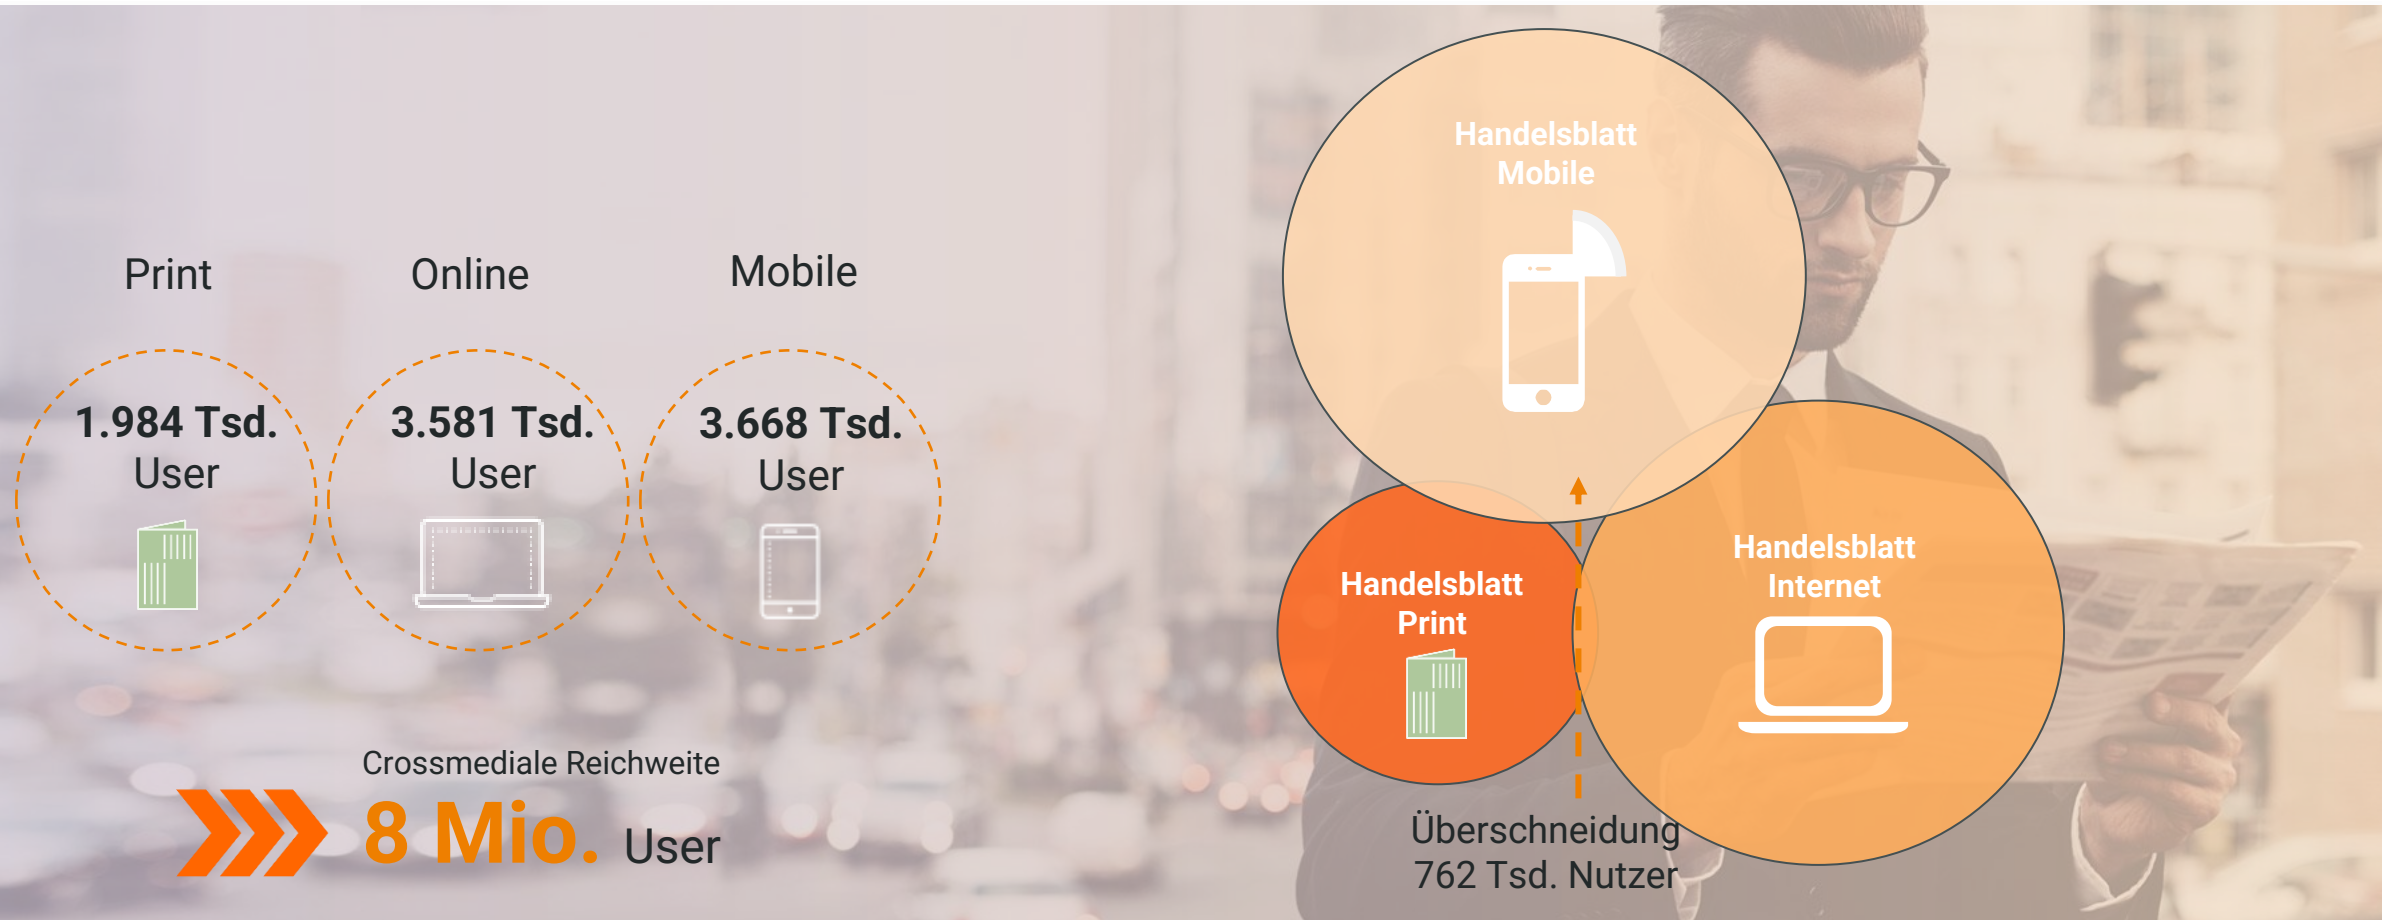 Print
Online
Mobile
1.984 Tsd.
User
3.581 Tsd.
User
3.668 Tsd.
User
Crossmediale Reichweite
8 Mio. User
Handelsblatt
Mobile
Handelsblatt
Print
Handelsblatt
Internet
Überschneidung
762 Tsd. Nutzer